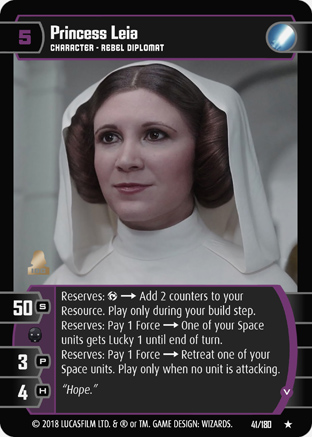 5 Princess Leia
CHARACTER • REBEL DIPLOMAT
Reserves: → Add 2 counters to your
Resource. Play only during your build step.
50 S
Reserves: Pay 1 Force → One of your Space
units gets Lucky 1 until end of turn.
Reserves: Pay 1 Force → Retreat one of your
3 P
Space units. Play only when no unit is attacking.
4 H
“Hope.”
V
© 2018 LUCASFILM LTD. & ® or TM. GAME DESIGN: WIZARDS. 41/180 ★